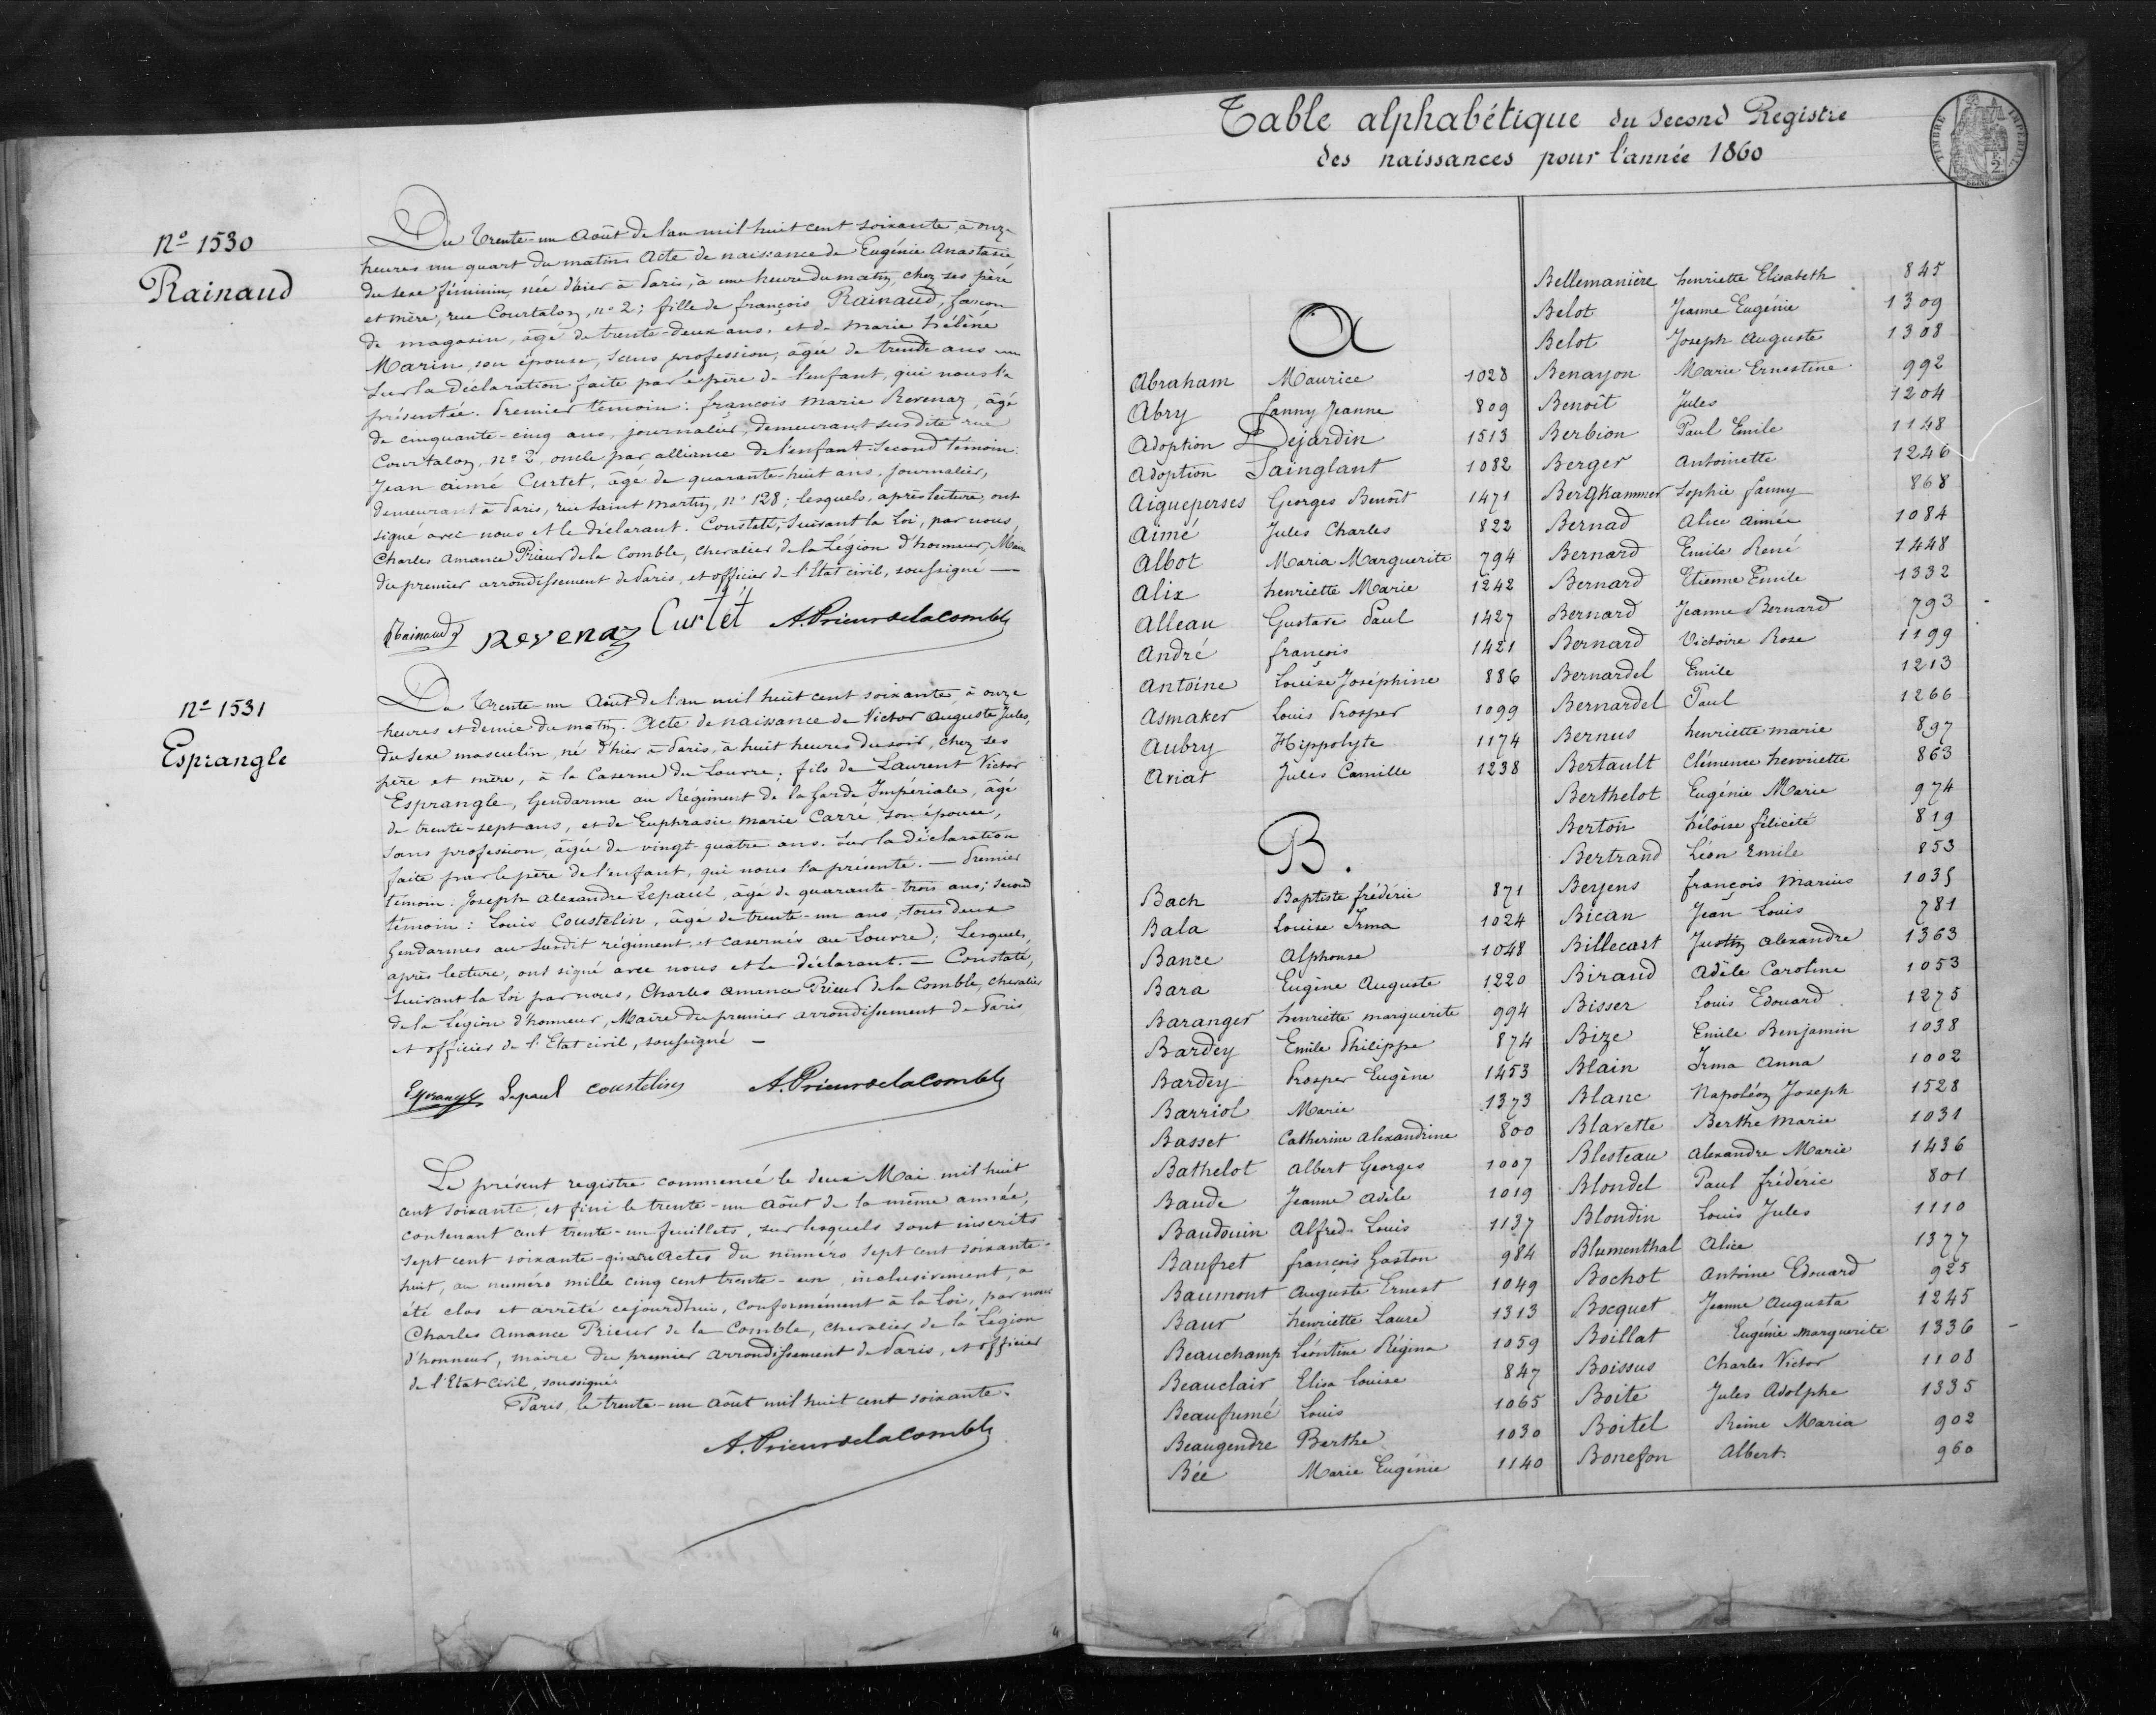 Nº 1530
Rainaud
Du trente-un Août de l'an mil huit cent soixante, à onze
heures un quart du matin Acte de naissance de Eugénie Anastasie,
du sexe féminin, née d'hier à Paris, à une heure du matin, chez ses père
et mère, rue Courtalon, nº 2; fille de françois Rainaud, garçon
de magasin, âgé de trente-deux ans, et de marie hélène
Marin, son épouse, sans profession, âgée de trente ans
Sur la déclaration faite par le père de l'enfant, qui nous l'a
présentée. Premier témoin: françois marie Revenaz, âgé
de cinquante-cinq ans, journalier, demeurant susdite rue
Courtalon, nº 2, oncle par alliance de l'enfant. Second témoin:
Jean aimé Curtet, âgé de quarante-huit ans, journalier,
demeurant à Paris, rue Saint martin, nº 128; lesquels, après lecture, ont
signé avec nous et le déclarant. Constaté, suivant la Loi, par nous,
Charles amance Prieur de la Comble, chevalier de la Légion d'honneur, Maire
du premier arrondissement de Paris, et officier de l'Etat civil, soussigné —
Rainaud Revenaz Curtet A. Prieur de la comble
Nº 1531
Esprangle
Du trente-un Août de l'an mil huit cent soixante, à onze
heures et demie du matin. Acte de naissance de Victor auguste Jules,
du sexe masculin, né d'hier à Paris, à huit heures du soir, chez ses
père et mère, à la Caserne du Louvre; fils de Laurent Victor
Esprangle, Gendarme au Régiment de la Garde Impériale, âgé
de trente-sept ans, et de Euphrasie marie Carré, son épouse,
sans profession, âgée de vingt-quatre ans. Sur la déclaration
faite par le père de l'enfant, qui nous l'a présenté. — Premier
témoin: Joseph alexandre Lepaul, âgé de quarante-trois ans; second
témoin: Louis Coustelin, âgé de trente-un ans, tous deux
Gendarmes au susdit régiment, et casernés au Louvre; Lesquels,
après lecture, ont signé avec nous et le déclarant. — Constaté,
suivant la Loi par nous, Charles amance Prieur de la Comble, chevalier
de la Légion d'honneur, Maire du premier arrondissement de Paris
et officier de l'Etat civil, soussigné —
Esprangle Lepaul Coustelin A. Prieur de la comble
Le présent registre commencé le deux Mai mil huit
cent soixante, et fini le trente-un Août de la même année,
contenant cent trente-un feuillets, sur lesquels sont inscrits
sept cent soixante-quatre Actes du numéro sept cent soixante-
huit, au numéro mille cinq cent trente-un, inclusivement, a
été clos et arrêté cejourd'hui, conformément à la Loi, par nous
Charles amance Prieur de la Comble, chevalier de la Légion
d'honneur, maire du premier arrondissement de Paris, et officier
de l'Etat Civil, soussigné
Paris, le trente-un Août mil huit cent soixante.
A. Prieur de la comble
Table alphabétique du second Registre
des naissances pour l'année 1860
TIMBRE IMPERIAL
SEINE
A
Abraham Maurice 1028
Abry fanny Jeanne 809
Adoption Dejardin 1513
Adoption Sainglant 1082
Aigueperses Georges Benoît 1471
Aimé Jules Charles 822
Albot Maria Marguerite 794
Alix henriette Marie 1242
Alleau Gustave Paul 1427
André françois 1421
Antoine Louise Joséphine 886
Asmaker Louis Prosper 1099
Aubry Hippolyte 1174
Aviat Jules Camille 1238
B.
Bach Baptiste frédéric 871
Bala Louise Irma 1024
Bance Alphonse 1048
Bara Eugène Auguste 1220
Baranger henriette marguerite 994
Bardey Emile Philippe 874
Bardey Prosper Eugène 1453
Barriol Marie 1373
Basset Catherine alexandrine 800
Bathelot Albert Georges 1007
Baude Jeanne adèle 1019
Baudouin Alfred Louis 1137
Baufret françois Gaston 984
Baumont Auguste Ernest 1049
Baur henriette Laure 1313
Beauchamp Léontine Régina 1059
Beauclair Elisa Louise 847
Beaufumé Louis 1065
Beaugendre Berthe 1030
Bée Marie Eugénie 1140
Bellemanière henriette Elisabeth 845
Belot Jeanne Eugénie 1309
Belot Joseph Auguste 1308
Benayon Marie Ernestine 992
Benoît Jules 1204
Berbion Paul Emile 1148
Berger Antoinette 1246
Bergkammer Sophie fanny 868
Bernad Alice aimée 1084
Bernard Emile René 1448
Bernard Etienne Emile 1332
Bernard Jeanne Bernard 793
Bernard Victoire Rose 1199
Bernardel Emile 1213
Bernardel Paul 1266
Bernus henriette marie 897
Bertault Clémence henriette 863
Berthelot Eugénie Marie 974
Berton héloïse félicité 819
Bertrand Léon Emile 853
Beyens françois Marius 1035
Bican Jean Louis 781
Billecart Justin alexandre 1363
Biraud Adèle Caroline 1053
Bisser Louis Edouard 1275
Bize Emile Benjamin 1038
Blain Irma Anna 1002
Blanc Napoléon Joseph 1528
Blavette Berthe Marie 1031
Blesteau Alexandre Marie 1436
Blondel Paul frédéric 801
Blondin Louis Jules 1110
Blumenthal Alice 1377
Bochot Antoine Edouard 925
Bocquet Jeanne Augusta 1245
Boillat Eugénie Marguerite 1336
Boissus Charles Victor 1108
Boite Jules Adolphe 1335
Boitel Reine Maria 902
Bonefon Albert 960